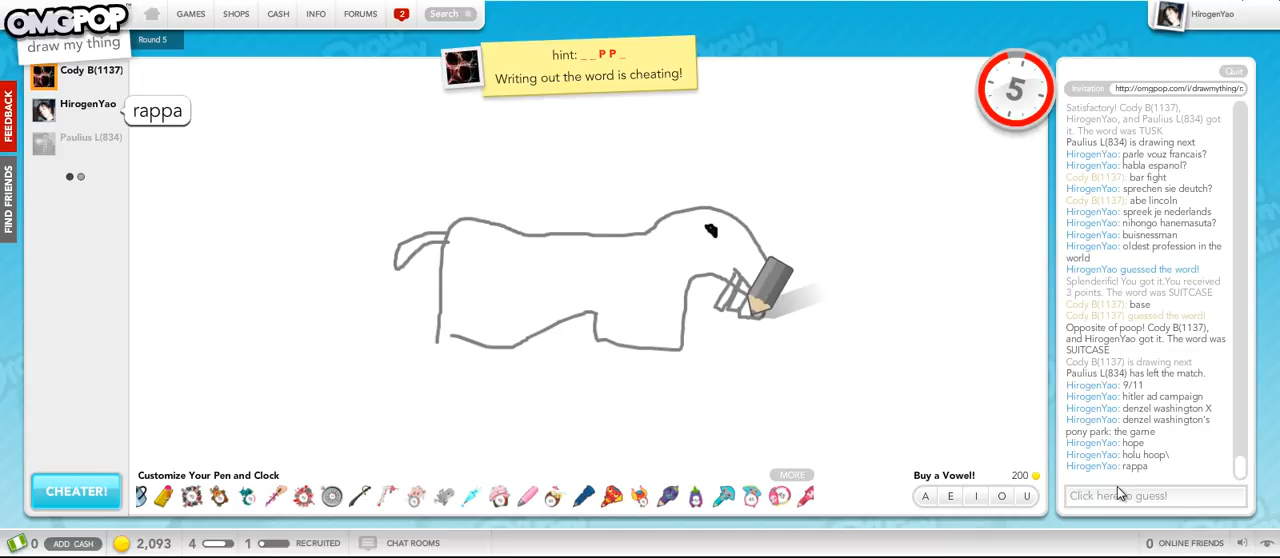 OMGPOP™
GAMES SHOPS CASH INFO FORUMS 2 Search
HirogenYao
draw my thing
Round 5
FEEDBACK
FIND FRIENDS
Cody B(1137)
HirogenYao
Paulius L(834)
rappa
hint: _ _ P P _
Writing out the word is cheating!
5
Quit
Invitation http://omgpop.com/i/drawmything/r
Satisfactory! Cody B(1137),
HirogenYao, and Paulius L(834) got
it. The word was TUSK
Paulius L(834) is drawing next
HirogenYao: parle vouz francais?
HirogenYao: habla espanol?
Cody B(1137): bar fight
HirogenYao: sprechen sie deutch?
Cody B(1137): abe lincoln
HirogenYao: spreek je nederlands
HirogenYao: nihongo hanemasuta?
HirogenYao: buisnessman
HirogenYao: oldest profession in the
world
HirogenYao guessed the word!
Splenderific! You got it.You received
3 points. The word was SUITCASE
Cody B(1137): base
Cody B(1137) guessed the word!
Opposite of poop! Cody B(1137),
and HirogenYao got it. The word was
SUITCASE
Cody B(1137) is drawing next
Paulius L(834) has left the match.
HirogenYao: 9/11
HirogenYao: hitler ad campaign
HirogenYao: denzel washington X
HirogenYao: denzel washington's
pony park: the game
HirogenYao: hope
HirogenYao: holu hoop\
HirogenYao: rappa
Click here to guess!
CHEATER!
Customize Your Pen and Clock
MORE
Buy a Vowel! 200
A E I O U
0 ADD CASH 2,093 4 1 RECRUITED CHAT ROOMS
0 ONLINE FRIENDS